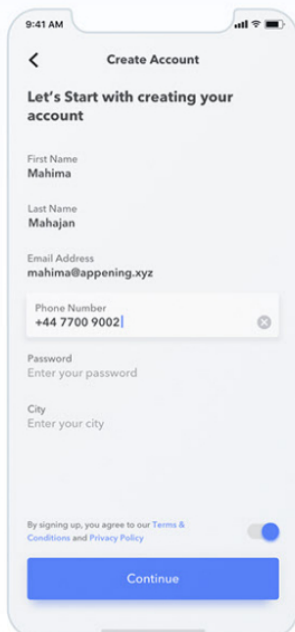 9:41 AM
Create Account
Let's Start with creating your
account
First Name
Mahima
Last Name
Mahajan
Email Address
mahima@appening.xyz
Phone Number
+44 7700 9002
Password
Enter your password
City
Enter your city
By signing up, you agree to our Terms &
Conditions and Privacy Policy
Continue